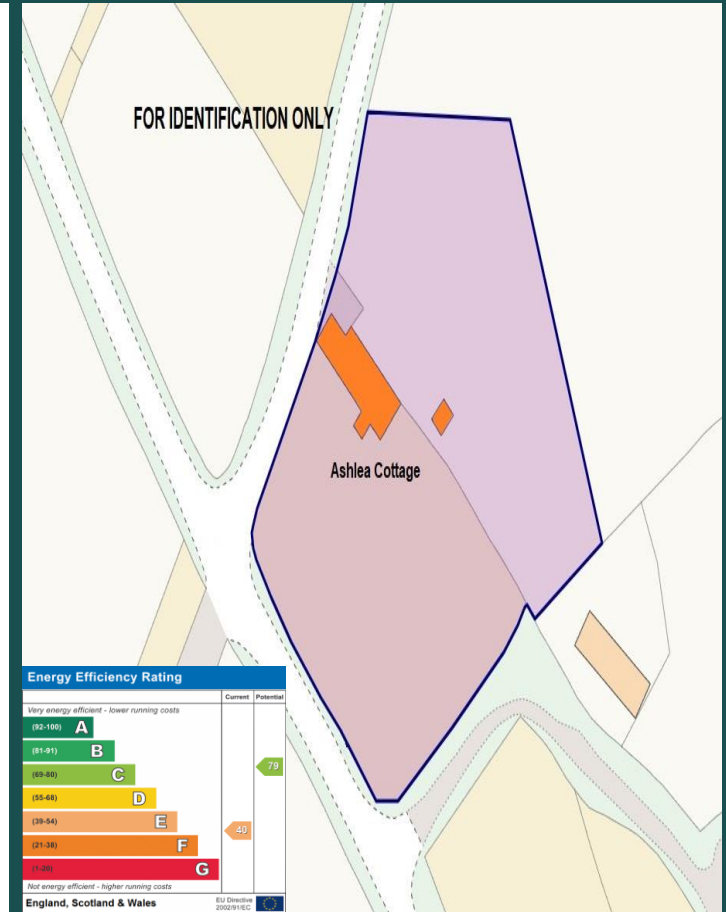 FOR IDENTIFICATION ONLY
Ashlea Cottage
Energy Efficiency Rating
Current Potential
Very energy efficient - lower running costs
(92-100) A
(81-91) B
(69-80) C
79
(55-68) D
(39-54) E
40
(21-38) F
(1-20) G
Not energy efficient - higher running costs
England, Scotland & Wales
EU Directive
2002/91/EC